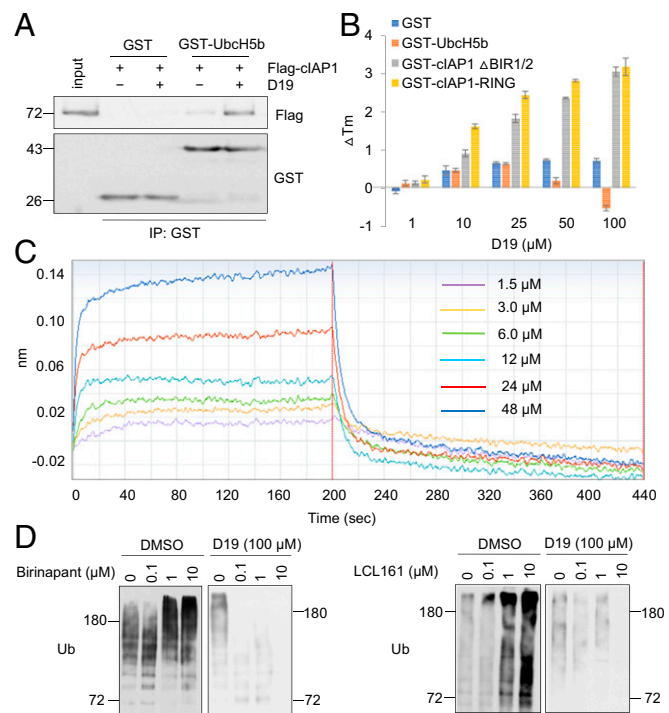 A
GST GST-UbcH5b
input + + + + Flag-cIAP1
− + − + D19
72 Flag
43
GST
26
IP: GST
B
GST
GST-UbcH5b
GST-cIAP1 ΔBIR1/2
GST-cIAP1-RING
4
3
2
1
0
-1
ΔTm
1 10 25 50 100
D19 (µM)
C
0.14
0.10
0.06
0.02
-0.02
nm
1.5 µM
3.0 µM
6.0 µM
12 µM
24 µM
48 µM
0 40 80 120 160 200 240 280 320 360 400 440
Time (sec)
D
DMSO D19 (100 µM)
Birinapant (µM) 0 0.1 1 10 0 0.1 1 10
180 180
Ub
72 72
DMSO D19 (100 µM)
LCL161 (µM) 0 0.1 1 10 0 0.1 1 10
180 180
Ub
72 72